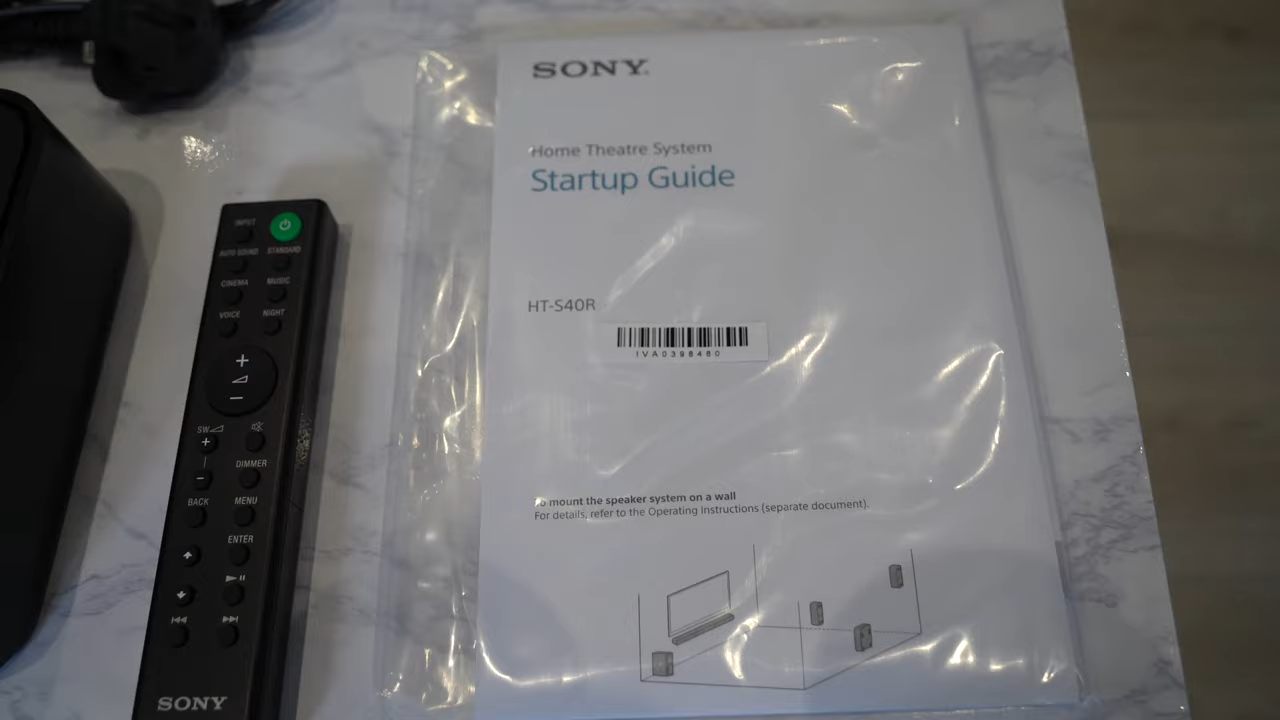 INPUT
AUTO SOUND STANDARD
CINEMA MUSIC
VOICE NIGHT
+
−
SW
+
−
DIMMER
BACK MENU
ENTER
SONY
SONY
Home Theatre System
Startup Guide
HT-S40R
IVA0398480
To mount the speaker system on a wall
For details, refer to the Operating Instructions (separate document).